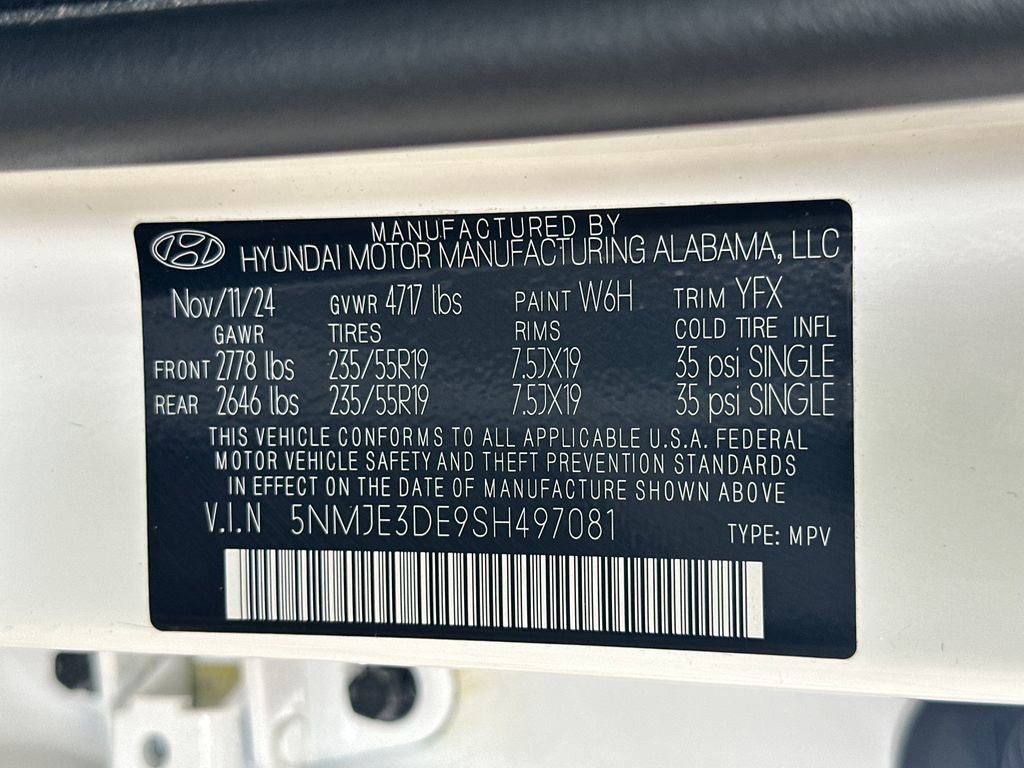 MANUFACTURED BY
HYUNDAI MOTOR MANUFACTURING ALABAMA, LLC
Nov/11/24 GVWR 4717 lbs PAINT W6H TRIM YFX
GAWR TIRES RIMS COLD TIRE INFL
FRONT 2778 lbs 235/55R19 7.5JX19 35 psi SINGLE
REAR 2646 lbs 235/55R19 7.5JX19 35 psi SINGLE
THIS VEHICLE CONFORMS TO ALL APPLICABLE U.S.A. FEDERAL
MOTOR VEHICLE SAFETY AND THEFT PREVENTION STANDARDS
IN EFFECT ON THE DATE OF MANUFACTURE SHOWN ABOVE
V.I.N 5NMJE3DE9SH497081 TYPE: MPV